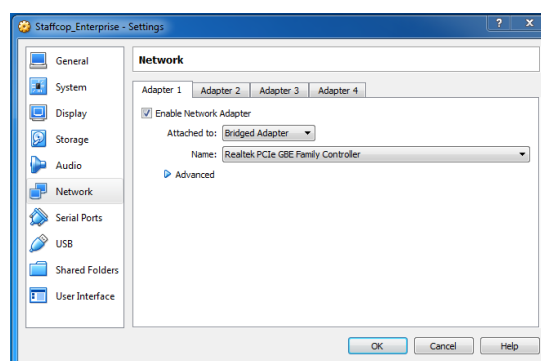 Staffcop_Enterprise - Settings
? X
General
System
Display
Storage
Audio
Network
Serial Ports
USB
Shared Folders
User Interface
Network
Adapter 1 Adapter 2 Adapter 3 Adapter 4
Enable Network Adapter
Attached to: Bridged Adapter
Name: Realtek PCIe GBE Family Controller
Advanced
OK Cancel Help